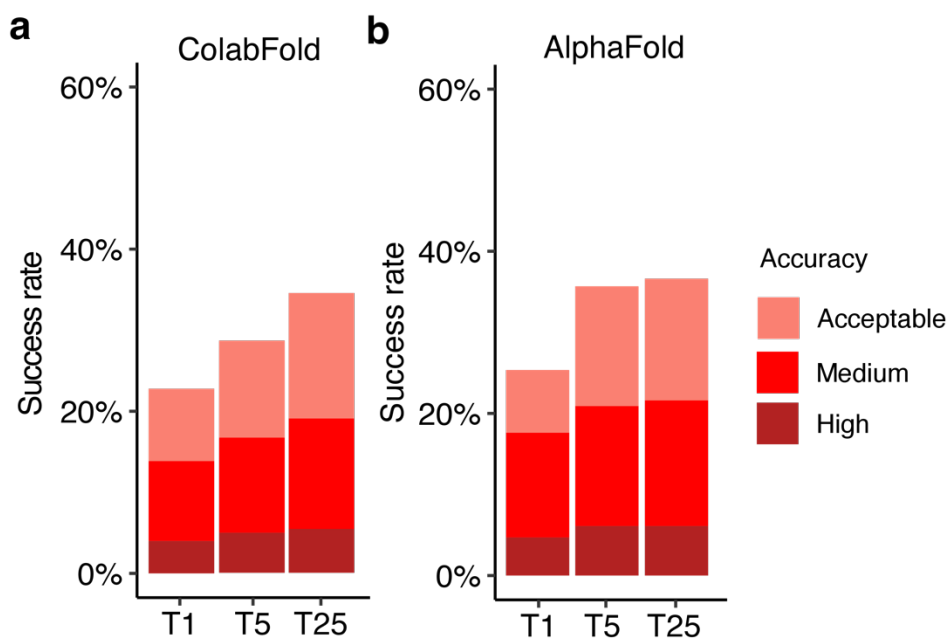 a
ColabFold
60%
40%
20%
0%
Success rate
T1 T5 T25
b
AlphaFold
60%
40%
20%
0%
Success rate
T1 T5 T25
Accuracy
Acceptable
Medium
High